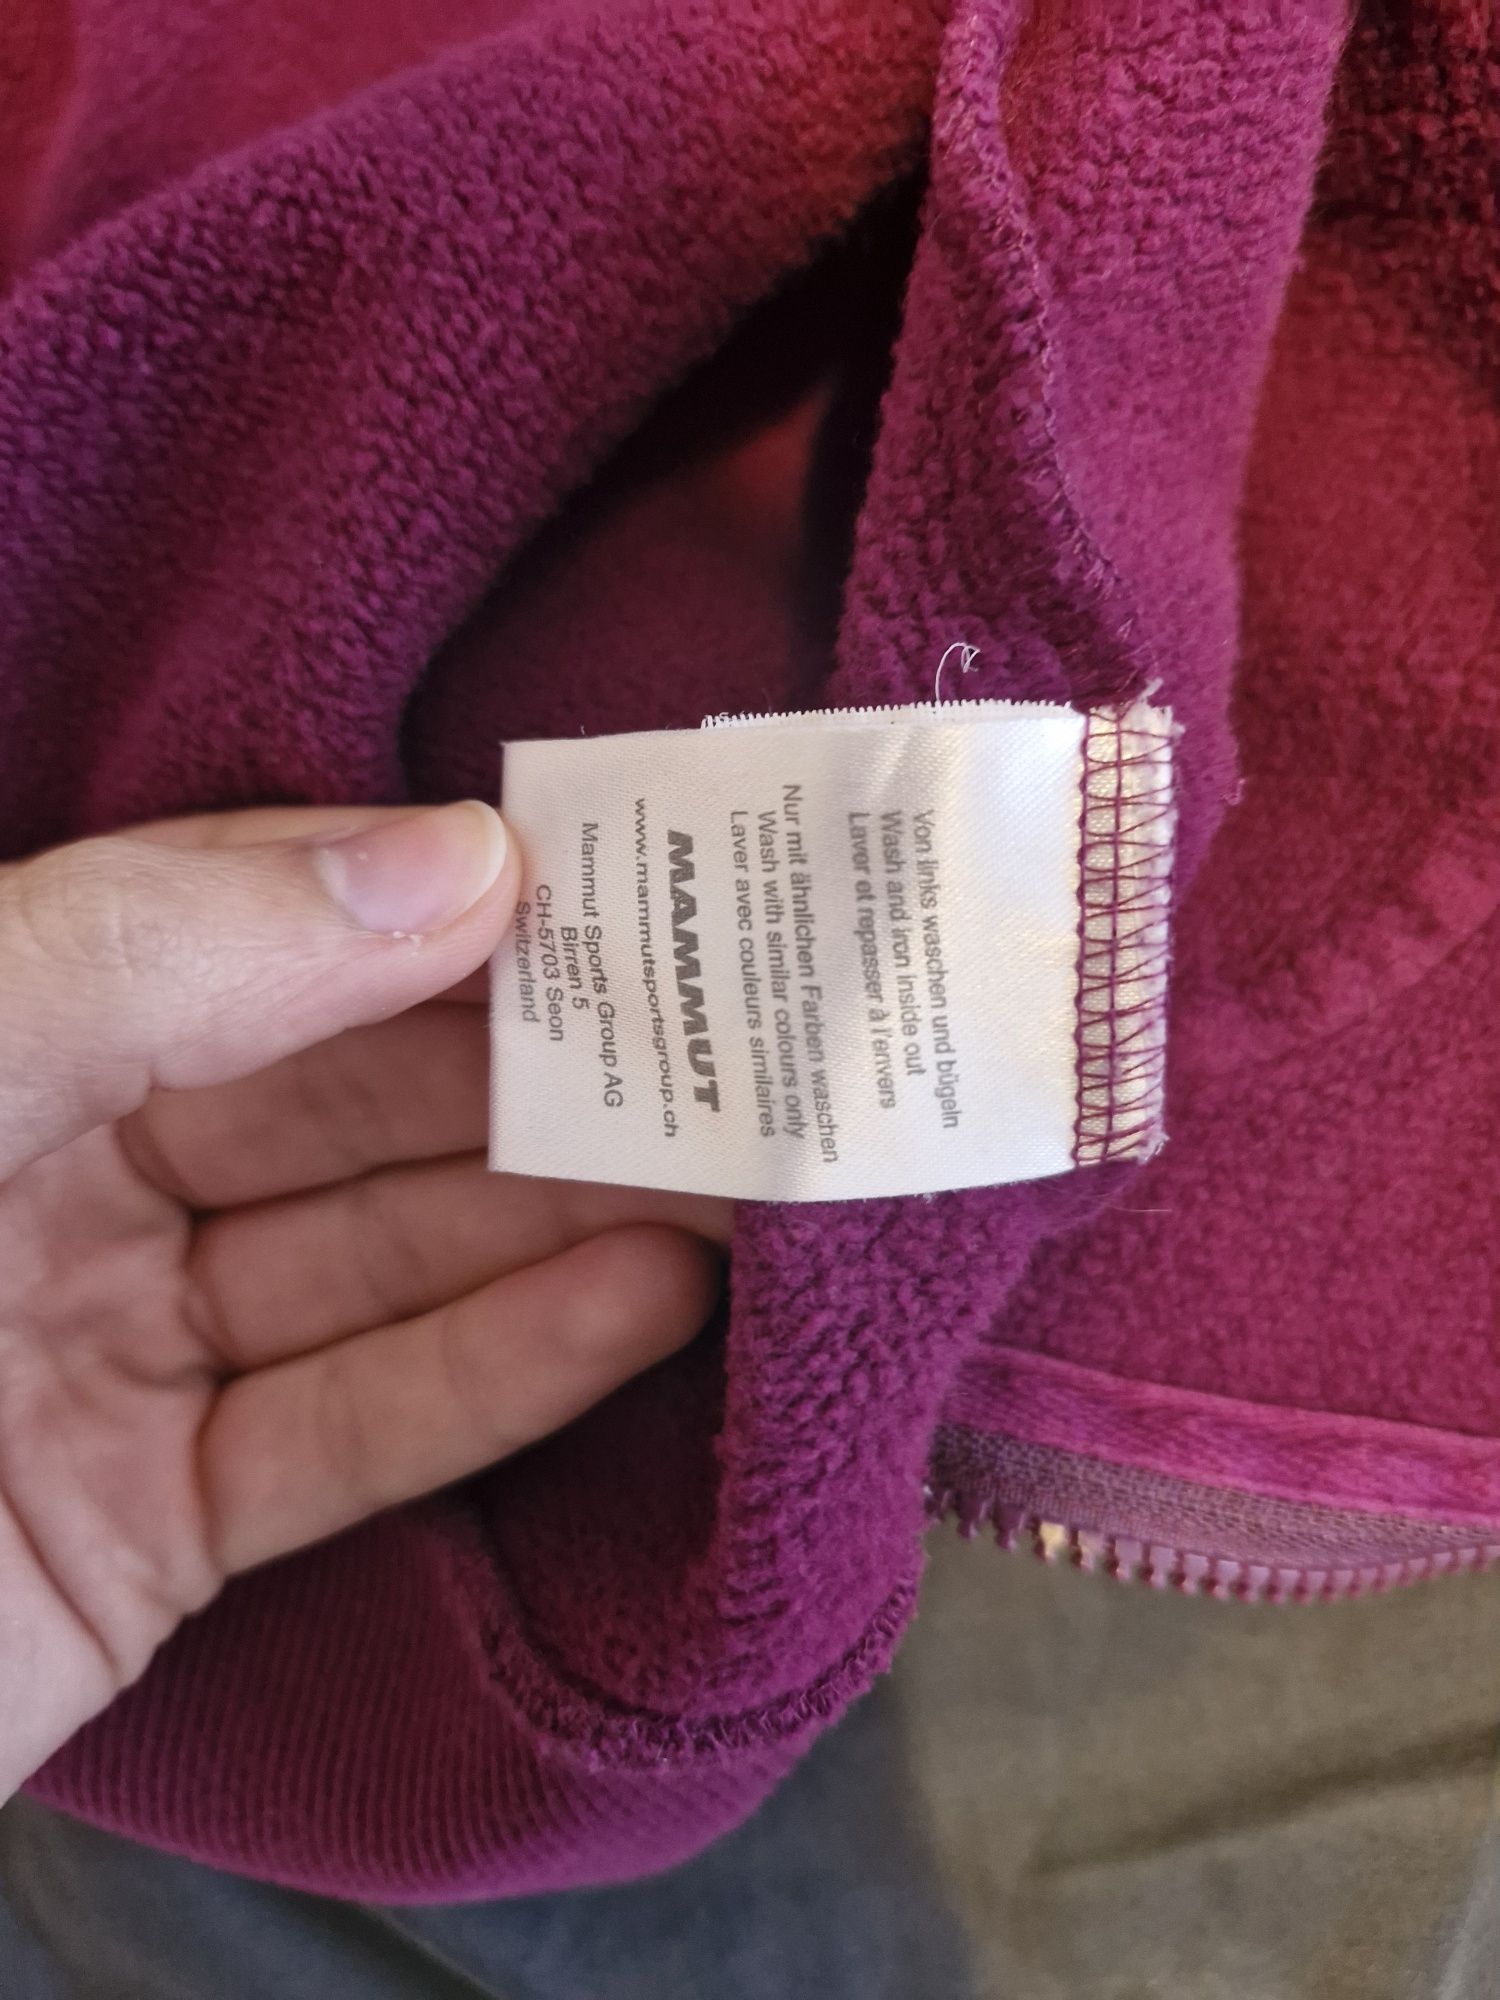 Von links waschen und bügeln
Wash and iron inside out
Laver et repasser à l'envers
Nur mit ähnlichen Farben waschen
Wash with similar colours only
Laver avec couleurs similaires
MAMMUT
www.mammutsportsgroup.ch
Mammut Sports Group AG
Birren 5
CH-5703 Seon
Switzerland